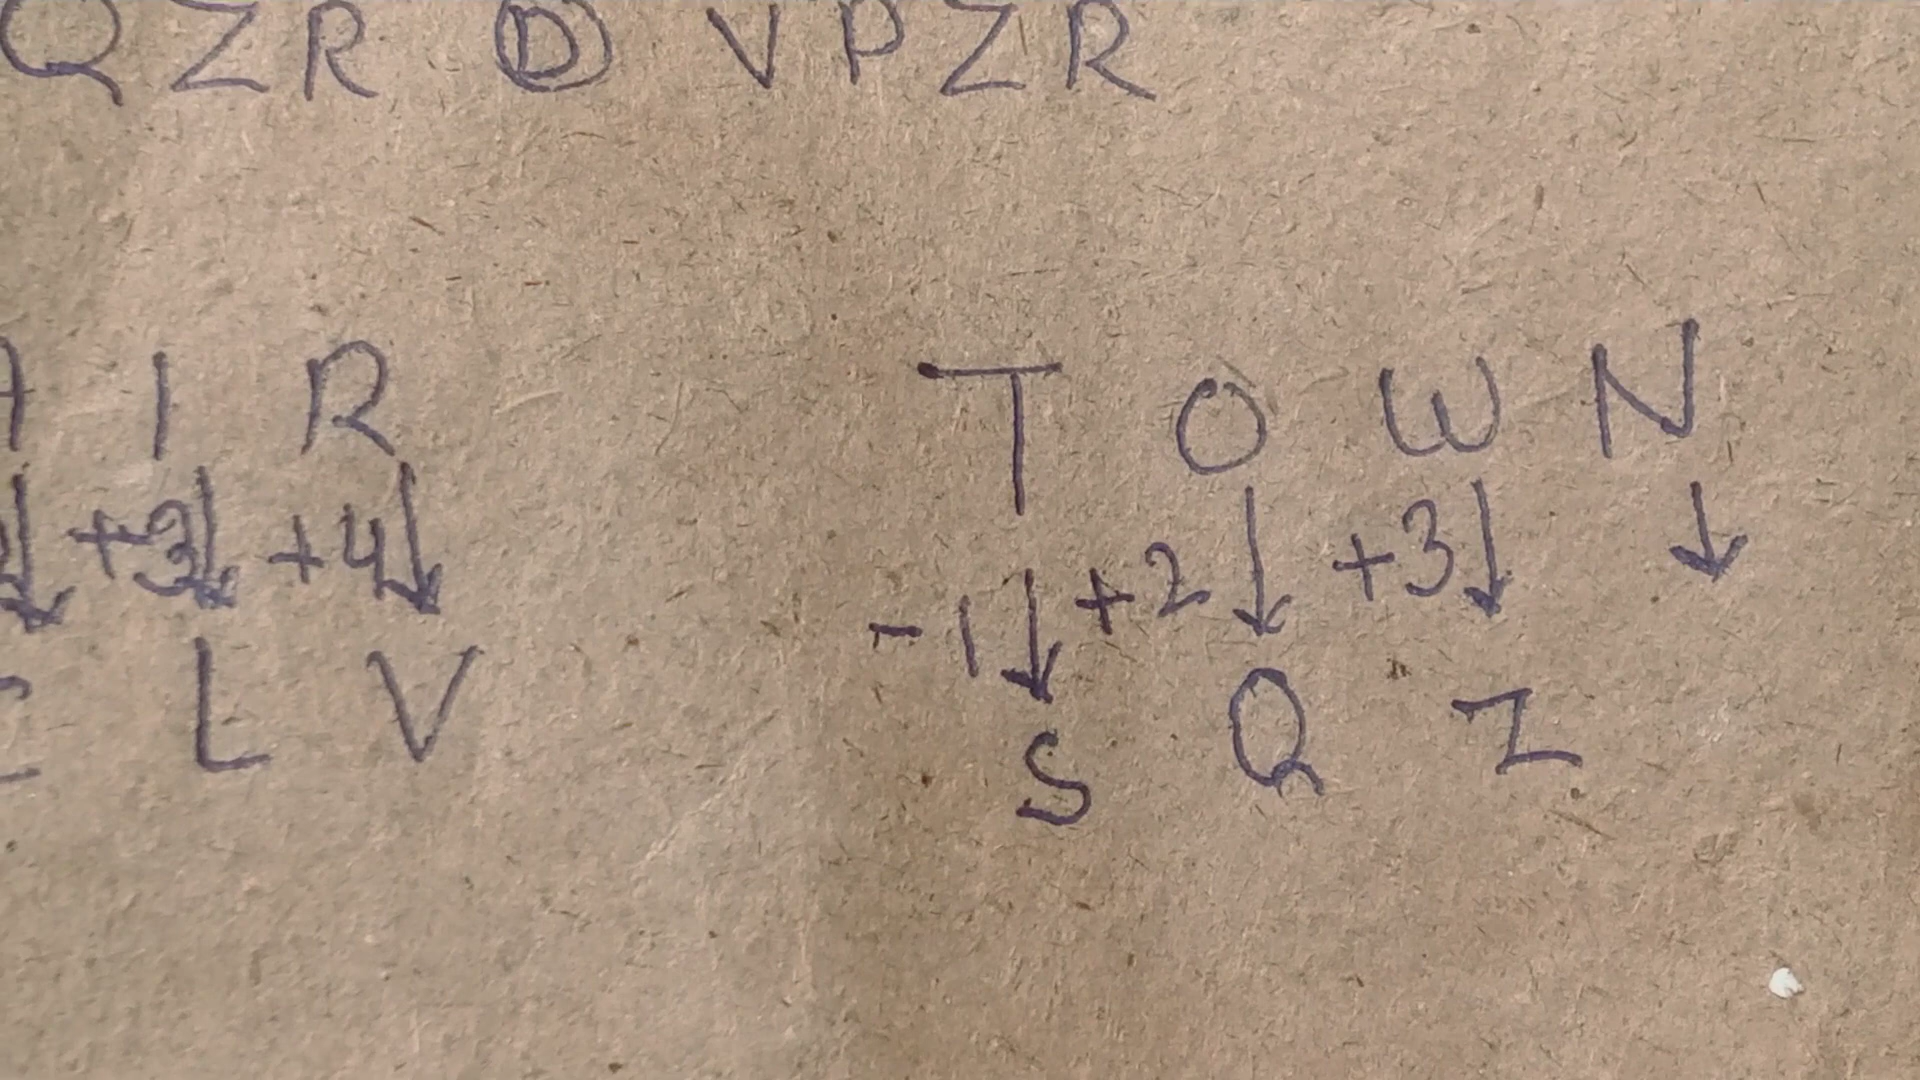 QZR Ⓓ VPZR
A I R T O W N
+3 +4 -1 +2 +3
L V S Q Z